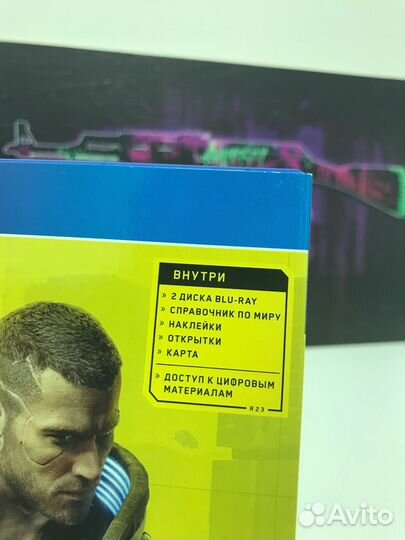 ВНУТРИ
» 2 ДИСКА BLU-RAY
» СПРАВОЧНИК ПО МИРУ
» НАКЛЕЙКИ
» ОТКРЫТКИ
» КАРТА
» ДОСТУП К ЦИФРОВЫМ
МАТЕРИАЛАМ
R23
Avito